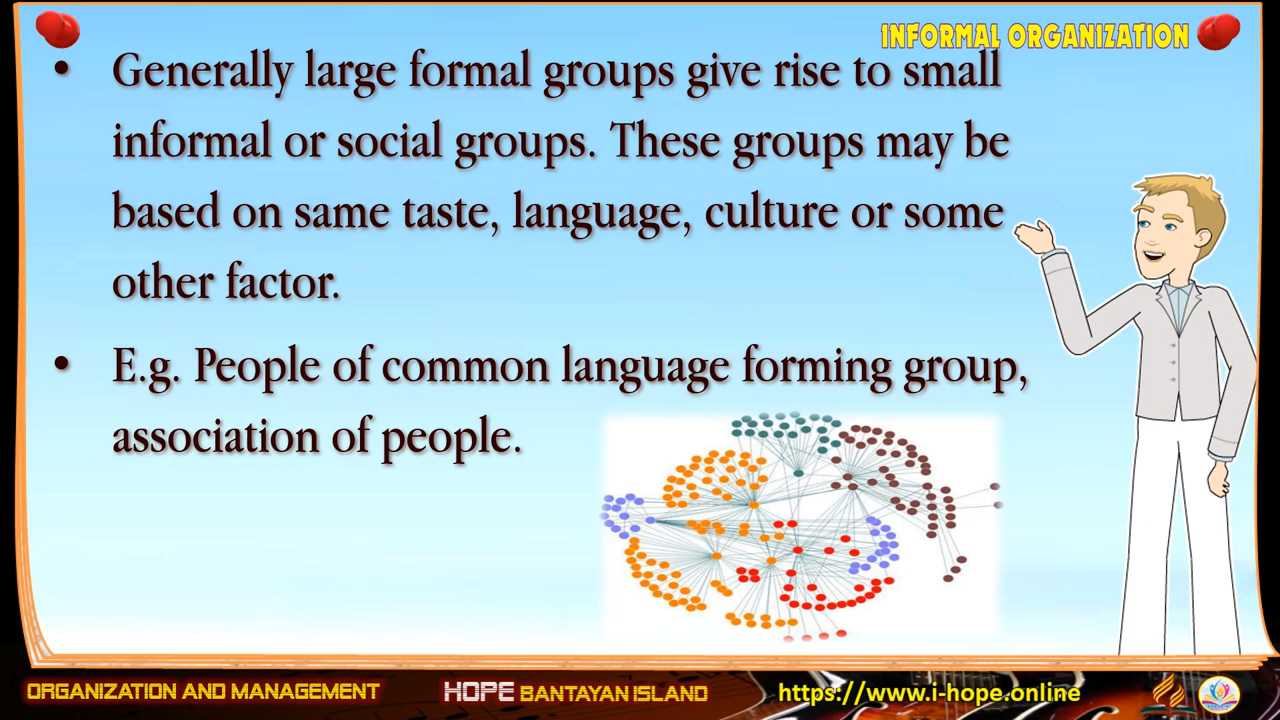 INFORMAL ORGANIZATION
• Generally large formal groups give rise to small
informal or social groups. These groups may be
based on same taste, language, culture or some
other factor.
• E.g. People of common language forming group,
association of people.
ORGANIZATION AND MANAGEMENT
HOPE BANTAYAN ISLAND
https://www.i-hope.online